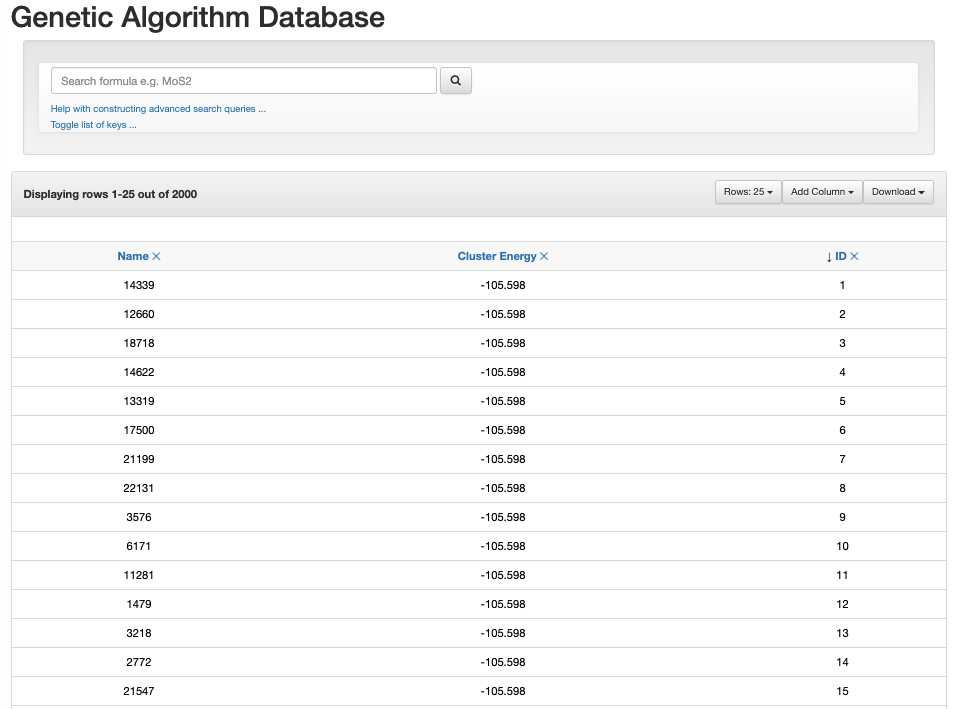 Genetic Algorithm Database
Search formula e.g. MoS2
Help with constructing advanced search queries ...
Toggle list of keys ...
Displaying rows 1-25 out of 2000 Rows: 25 Add Column Download
Name Cluster Energy ↓ ID
14339 -105.598 1
12660 -105.598 2
18718 -105.598 3
14622 -105.598 4
13319 -105.598 5
17500 -105.598 6
21199 -105.598 7
22131 -105.598 8
3576 -105.598 9
6171 -105.598 10
11281 -105.598 11
1479 -105.598 12
3218 -105.598 13
2772 -105.598 14
21547 -105.598 15